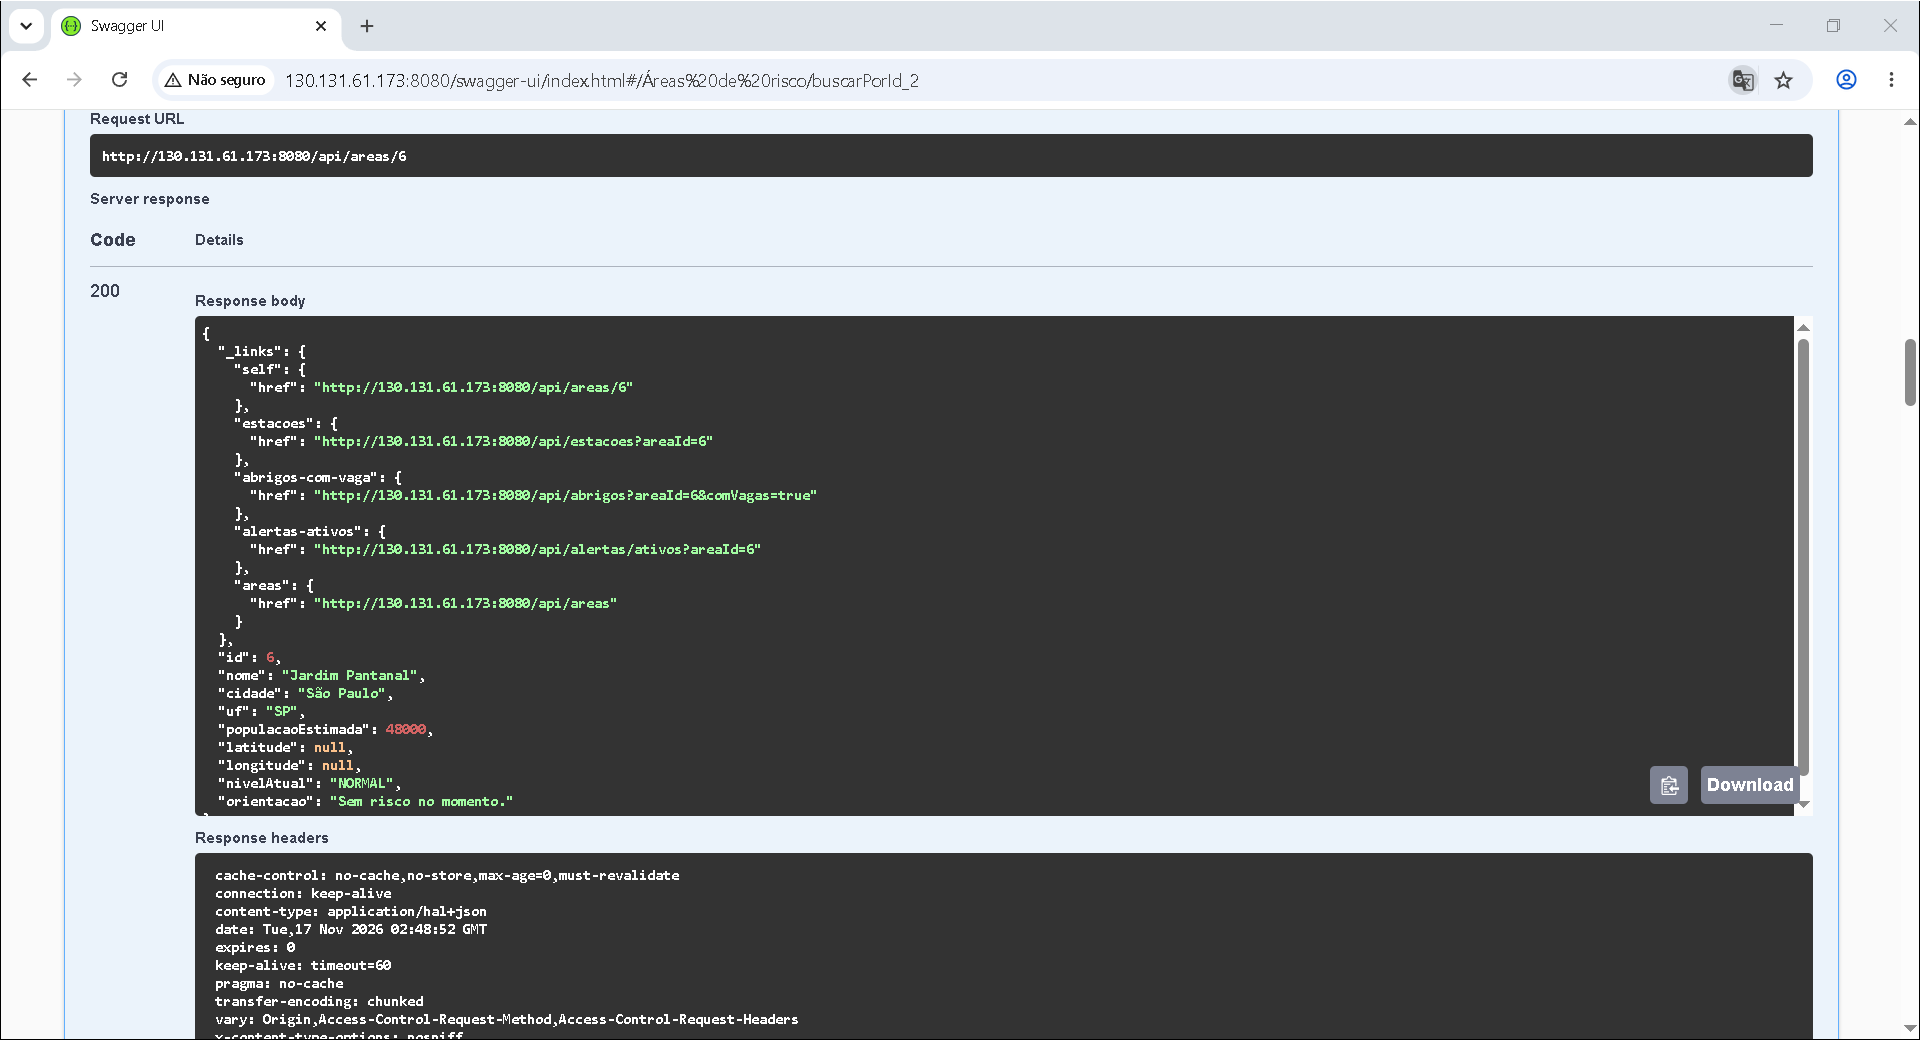 Swagger UI
Não seguro
130.131.61.173:8080/swagger-ui/index.html#/Áreas%20de%20risco/buscarPorId_2
Request URL
http://130.131.61.173:8080/api/areas/6
Server response
Code Details
200
Response body
{
"_links": {
"self": {
"href": "http://130.131.61.173:8080/api/areas/6"
},
"estacoes": {
"href": "http://130.131.61.173:8080/api/estacoes?areaId=6"
},
"abrigos-com-vaga": {
"href": "http://130.131.61.173:8080/api/abrigos?areaId=6&comVagas=true"
},
"alertas-ativos": {
"href": "http://130.131.61.173:8080/api/alertas/ativos?areaId=6"
},
"areas": {
"href": "http://130.131.61.173:8080/api/areas"
}
},
"id": 6,
"nome": "Jardim Pantanal",
"cidade": "São Paulo",
"uf": "SP",
"populacaoEstimada": 48000,
"latitude": null,
"longitude": null,
"nivelAtual": "NORMAL",
"orientacao": "Sem risco no momento."
Download
Response headers
cache-control: no-cache,no-store,max-age=0,must-revalidate
connection: keep-alive
content-type: application/hal+json
date: Tue,17 Nov 2026 02:48:52 GMT
expires: 0
keep-alive: timeout=60
pragma: no-cache
transfer-encoding: chunked
vary: Origin,Access-Control-Request-Method,Access-Control-Request-Headers
x-content-type-options: nosniff